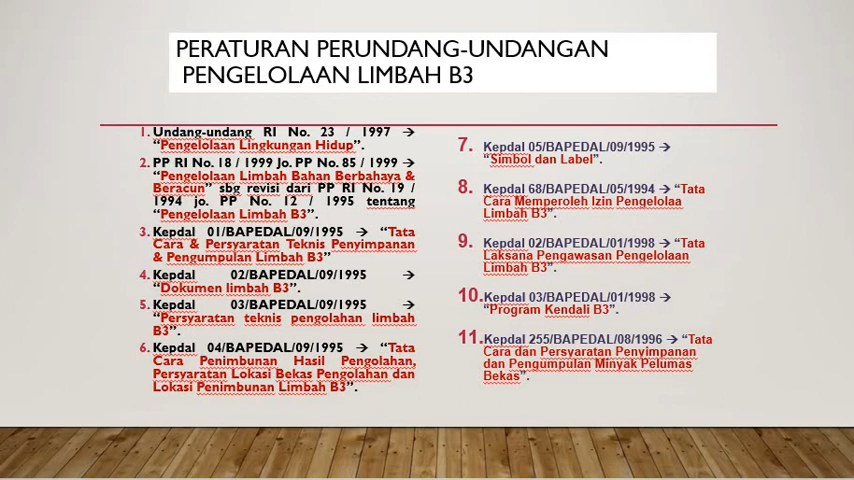 PERATURAN PERUNDANG-UNDANGAN
PENGELOLAAN LIMBAH B3
1. Undang-undang RI No. 23 / 1997 →
“Pengelolaan Lingkungan Hidup”.
2. PP RI No. 18 / 1999 Jo. PP No. 85 / 1999 →
“Pengelolaan Limbah Bahan Berbahaya &
Beracun” sbg revisi dari PP RI No. 19 /
1994 jo. PP No. 12 / 1995 tentang
“Pengelolaan Limbah B3”.
3. Kepdal 01/BAPEDAL/09/1995 → “Tata
Cara & Persyaratan Teknis Penyimpanan
& Pengumpulan Limbah B3”
4. Kepdal 02/BAPEDAL/09/1995 →
“Dokumen limbah B3”.
5. Kepdal 03/BAPEDAL/09/1995 →
“Persyaratan teknis pengolahan limbah
B3”.
6. Kepdal 04/BAPEDAL/09/1995 → “Tata
Cara Penimbunan Hasil Pengolahan,
Persyaratan Lokasi Bekas Pengolahan dan
Lokasi Penimbunan Limbah B3”.
7. Kepdal 05/BAPEDAL/09/1995 →
“Simbol dan Label”.
8. Kepdal 68/BAPEDAL/05/1994 → “Tata
Cara Memperoleh Izin Pengelolaa
Limbah B3”.
9. Kepdal 02/BAPEDAL/01/1998 → “Tata
Laksana Pengawasan Pengelolaan
Limbah B3”.
10. Kepdal 03/BAPEDAL/01/1998 →
“Program Kendali B3”.
11. Kepdal 255/BAPEDAL/08/1996 → “Tata
Cara dan Persyaratan Penyimpanan
dan Pengumpulan Minyak Pelumas
Bekas”.